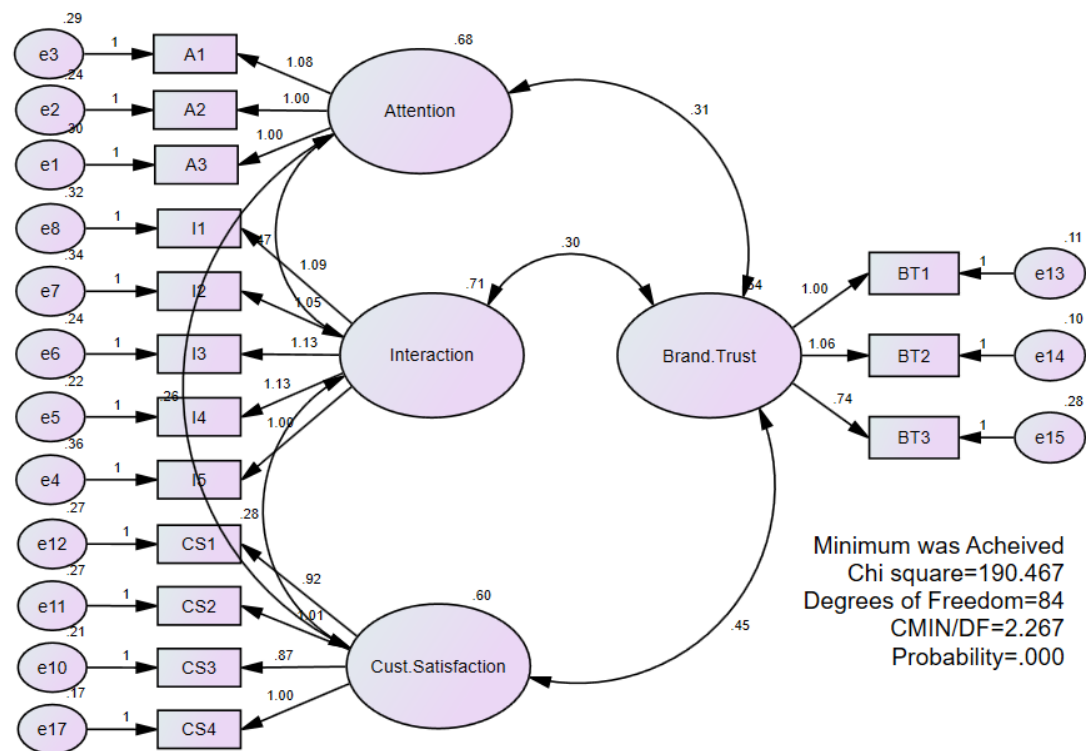 .29
e3
1
A1
1.08
.68
Attention
.24
e2
1
A2
1.00
.31
.30
e1
1
A3
1.00
.32
e8
1
I1
.47
1.09
.34
e7
1
I2
1.05
.71
.30
.24
e6
1
I3
1.13
Interaction
.22
e5
1
I4
1.13
.26
.36
e4
1
I5
1.00
Brand.Trust
1.00
BT1
1
.11
e13
1.06
BT2
1
.10
e14
.74
BT3
1
.28
e15
.27
e12
1
CS1
.92
.28
.27
e11
1
CS2
1.01
.60
.45
.21
e10
1
CS3
.87
Cust.Satisfaction
.17
e17
1
CS4
1.00
Minimum was Acheived
Chi square=190.467
Degrees of Freedom=84
CMIN/DF=2.267
Probability=.000